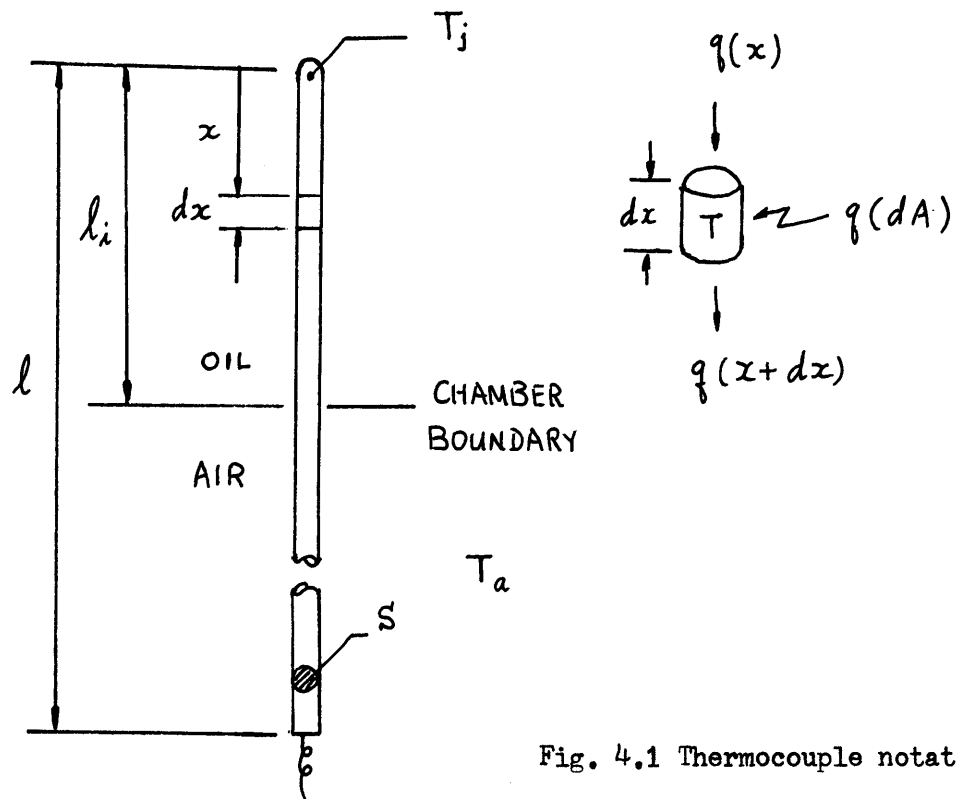 T_j
q(x)
x
dx
l_i
dx
T
q(dA)
OIL
l
q(x+dx)
CHAMBER
BOUNDARY
AIR
T_a
S
Fig. 4.1 Thermocouple notat